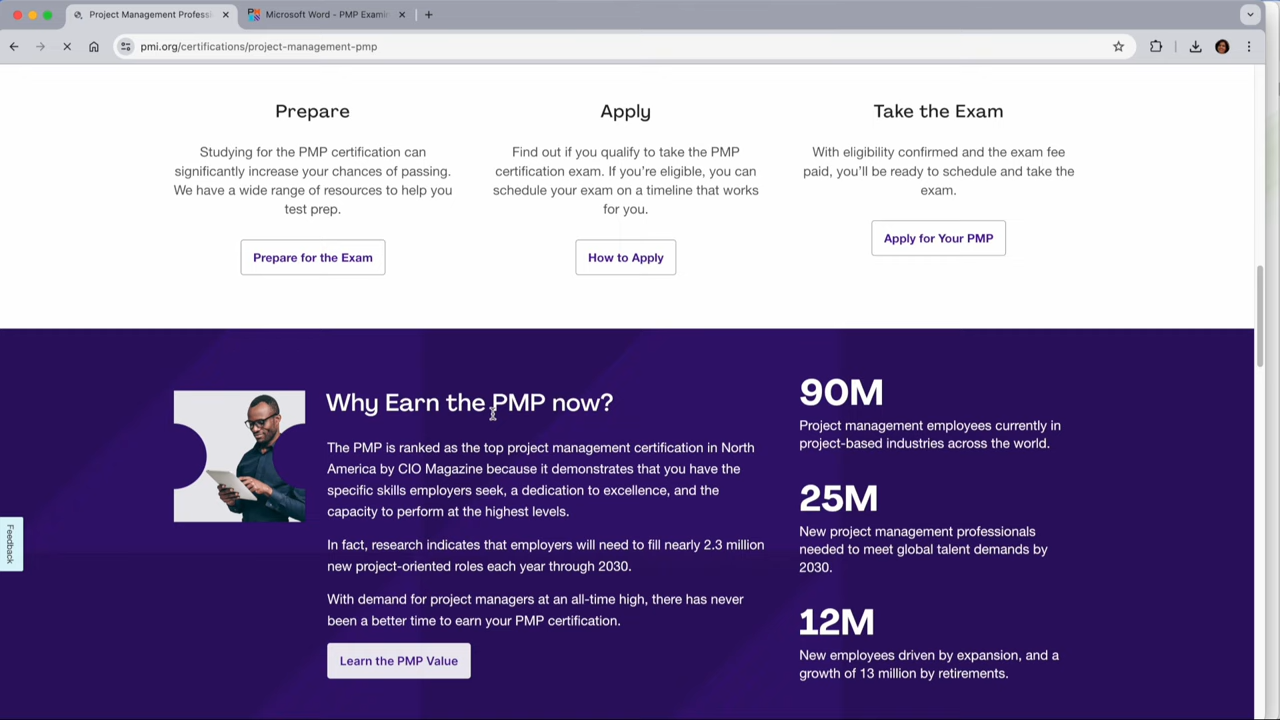 Project Management Professi
Microsoft Word - PMP Examin
pmi.org/certifications/project-management-pmp
Prepare
Studying for the PMP certification can
significantly increase your chances of passing.
We have a wide range of resources to help you
test prep.
Prepare for the Exam
Apply
Find out if you qualify to take the PMP
certification exam. If you're eligible, you can
schedule your exam on a timeline that works
for you.
How to Apply
Take the Exam
With eligibility confirmed and the exam fee
paid, you'll be ready to schedule and take the
exam.
Apply for Your PMP
Why Earn the PMP now?
The PMP is ranked as the top project management certification in North
America by CIO Magazine because it demonstrates that you have the
specific skills employers seek, a dedication to excellence, and the
capacity to perform at the highest levels.
In fact, research indicates that employers will need to fill nearly 2.3 million
new project-oriented roles each year through 2030.
With demand for project managers at an all-time high, there has never
been a better time to earn your PMP certification.
Learn the PMP Value
90M
Project management employees currently in
project-based industries across the world.
25M
New project management professionals
needed to meet global talent demands by
2030.
12M
New employees driven by expansion, and a
growth of 13 million by retirements.
Feedback